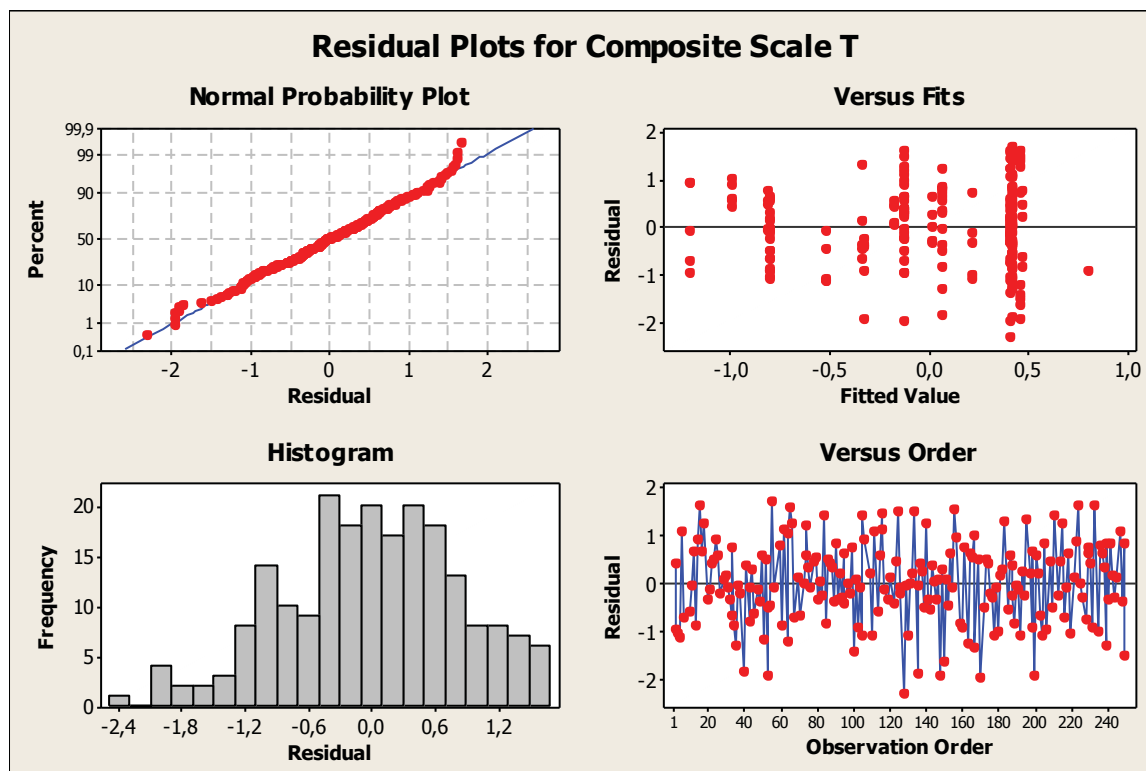 Residual Plots for Composite Scale T
Normal Probability Plot
99,9
99
90
50
10
1
0,1
Percent
-2 -1 0 1 2
Residual
Versus Fits
2
1
0
-1
-2
Residual
-1,0 -0,5 0,0 0,5 1,0
Fitted Value
Histogram
20
15
10
5
0
Frequency
-2,4 -1,8 -1,2 -0,6 0,0 0,6 1,2
Residual
Versus Order
2
1
0
-1
-2
Residual
1 20 40 60 80 100 120 140 160 180 200 220 240
Observation Order